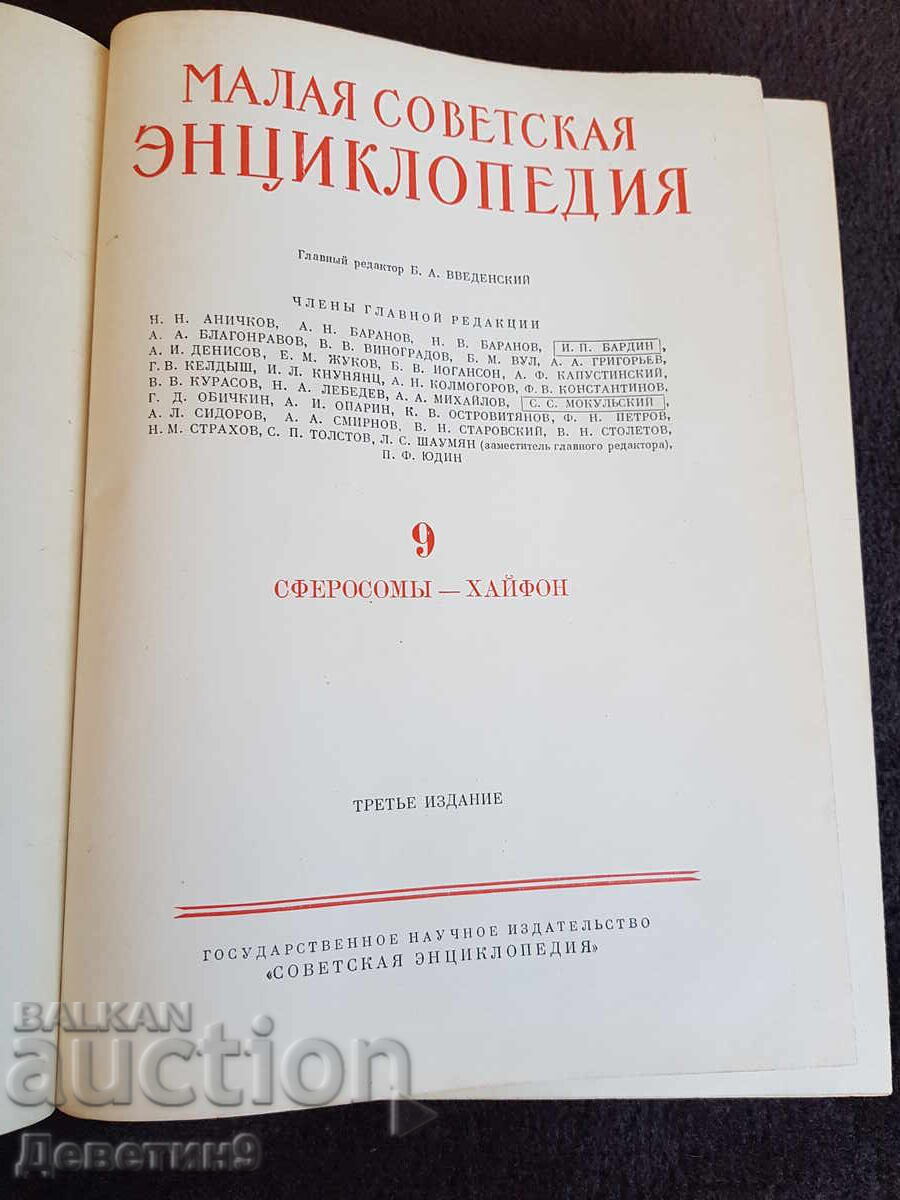 МАЛАЯ СОВЕТСКАЯ
ЭНЦИКЛОПЕДИЯ
Главный редактор Б. А. ВВЕДЕНСКИЙ
ЧЛЕНЫ ГЛАВНОЙ РЕДАКЦИИ
Н. Н. АНИЧКОВ, А. Н. БАРАНОВ, Н. В. БАРАНОВ, И. П. БАРДИН,
А. А. БЛАГОНРАВОВ, В. В. ВИНОГРАДОВ, Б. М. ВУЛ, А. А. ГРИГОРЬЕВ,
А. И. ДЕНИСОВ, Е. М. ЖУКОВ, Б. В. ИОГАНСОН, А. Ф. КАПУСТИНСКИЙ,
Г. В. КЕЛДЫШ, И. Л. КНУНЯНЦ, А. Н. КОЛМОГОРОВ, Ф. В. КОНСТАНТИНОВ,
В. В. КУРАСОВ, Н. А. ЛЕБЕДЕВ, А. А. МИХАЙЛОВ, С. С. МОКУЛЬСКИЙ,
Г. Д. ОБИЧКИН, А. И. ОПАРИН, К. В. ОСТРОВИТЯНОВ, Ф. Н. ПЕТРОВ,
А. Л. СИДОРОВ, А. А. СМИРНОВ, В. Н. СТАРОВСКИЙ, В. Н. СТОЛЕТОВ,
Н. М. СТРАХОВ, С. П. ТОЛСТОВ, Л. С. ШАУМЯН (заместитель главного редактора),
П. Ф. ЮДИН
9
СФЕРОСОМЫ — ХАЙФОН
ТРЕТЬЕ ИЗДАНИЕ
ГОСУДАРСТВЕННОЕ НАУЧНОЕ ИЗДАТЕЛЬСТВО
«СОВЕТСКАЯ ЭНЦИКЛОПЕДИЯ»
BALKAN
auction
Деветин9